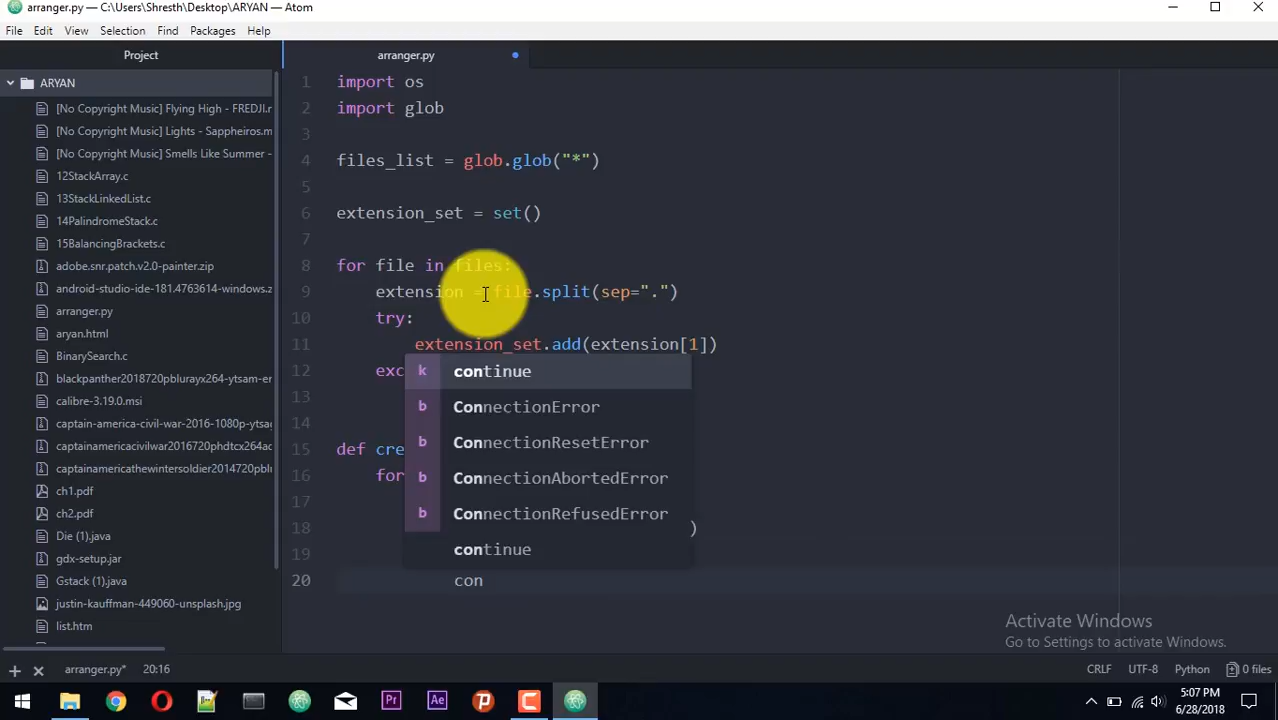 arranger.py — C:\Users\Shresth\Desktop\ARYAN — Atom
File Edit View Selection Find Packages Help
Project
arranger.py
ARYAN
[No Copyright Music] Flying High - FREDJI.
[No Copyright Music] Lights - Sappheiros.m
[No Copyright Music] Smells Like Summer -
12StackArray.c
13StackLinkedList.c
14PalindromeStack.c
15BalancingBrackets.c
adobe.snr.patch.v2.0-painter.zip
android-studio-ide-181.4763614-windows.z
arranger.py
aryan.html
BinarySearch.c
blackpanther2018720pblurayx264-ytsam-er
calibre-3.19.0.msi
captain-america-civil-war-2016-1080p-ytsa
captainamericacivilwar2016720phdtcx264ac
captainamericathewintersoldier2014720pbl
ch1.pdf
ch2.pdf
Die (1).java
gdx-setup.jar
Gstack (1).java
justin-kauffman-449060-unsplash.jpg
list.htm
1 import os
2 import glob
3
4 files_list = glob.glob("*")
5
6 extension_set = set()
7
8 for file in files:
9 extension = file.split(sep=".")
10 try:
11 extension_set.add(extension[1])
12 exc
13
14
15 def cre
16 for
17
18 )
19
20 con
k continue
b ConnectionError
b ConnectionResetError
b ConnectionAbortedError
b ConnectionRefusedError
continue
Activate Windows
Go to Settings to activate Windows.
arranger.py* 20:16 CRLF UTF-8 Python 0 files
5:07 PM
6/28/2018